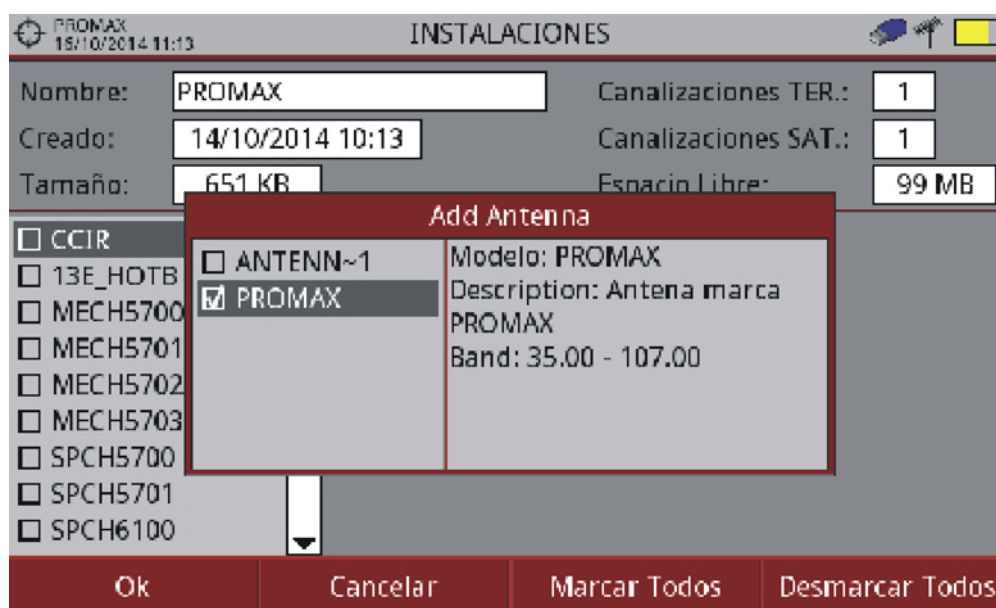 PROMAX
16/10/2014 11:13
INSTALACIONES
Nombre: PROMAX
Canalizaciones TER.: 1
Creado: 14/10/2014 10:13
Canalizaciones SAT.: 1
Tamaño: 651 KB
Espacio Libre: 99 MB
Add Antenna
CCIR
13E_HOTB
MECH5700
MECH5701
MECH5702
MECH5703
SPCH5700
SPCH5701
SPCH6100
ANTENN~1
PROMAX
Modelo: PROMAX
Description: Antena marca
PROMAX
Band: 35.00 - 107.00
Ok
Cancelar
Marcar Todos
Desmarcar Todos